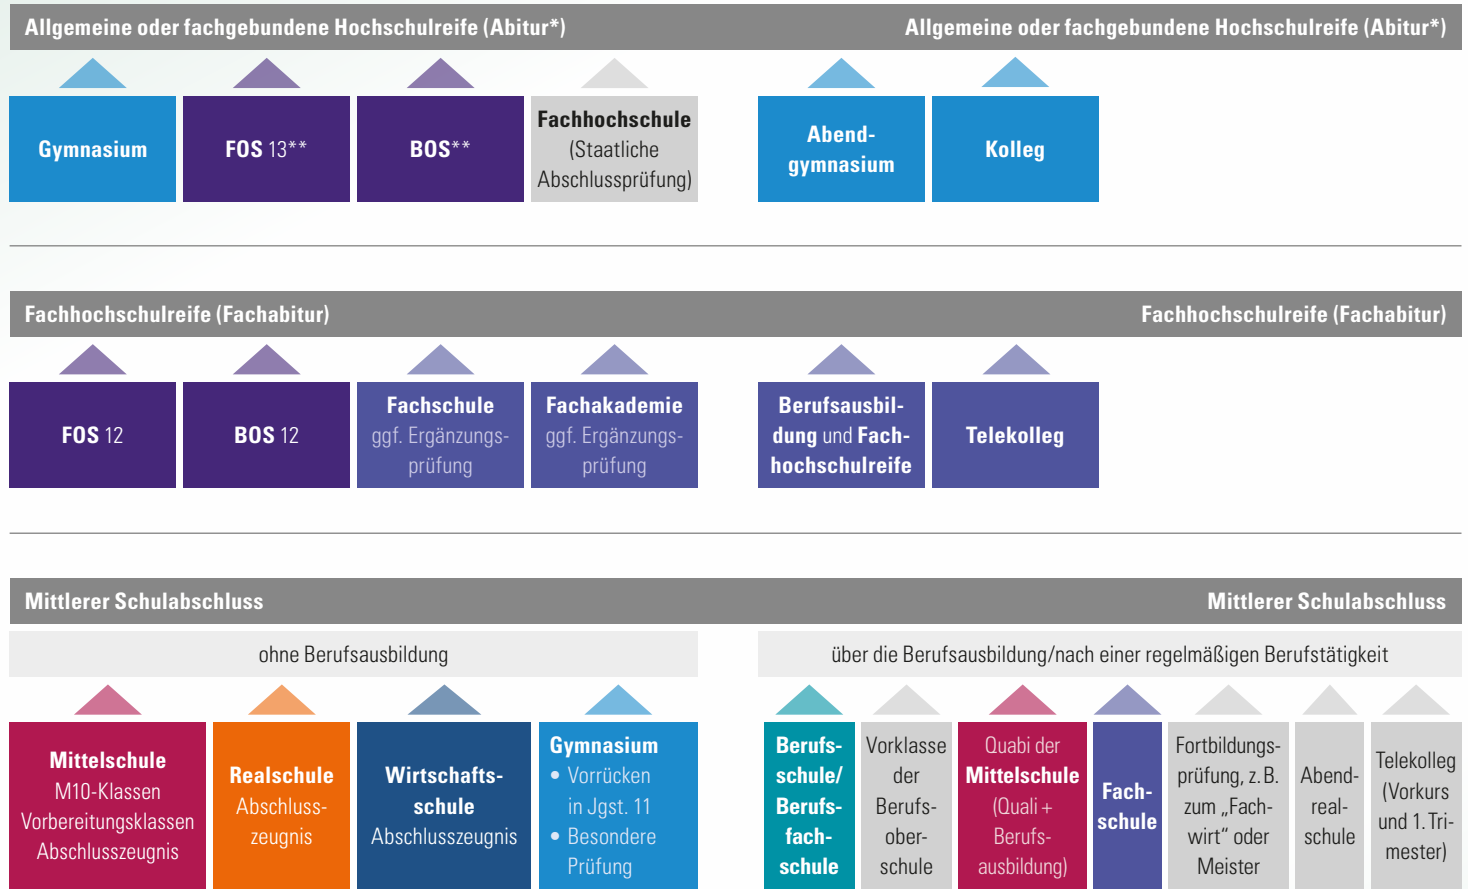 Allgemeine oder fachgebundene Hochschulreife (Abitur*)
Allgemeine oder fachgebundene Hochschulreife (Abitur*)
Gymnasium
FOS 13**
BOS**
Fachhochschule
(Staatliche
Abschlussprüfung)
Abend-
gymnasium
Kolleg
Fachhochschulreife (Fachabitur)
Fachhochschulreife (Fachabitur)
FOS 12
BOS 12
Fachschule
ggf. Ergänzungs-
prüfung
Fachakademie
ggf. Ergänzungs-
prüfung
Berufsausbil-
dung und Fach-
hochschulreife
Telekolleg
Mittlerer Schulabschluss
Mittlerer Schulabschluss
ohne Berufsausbildung
über die Berufsausbildung/nach einer regelmäßigen Berufstätigkeit
Mittelschule
M10-Klassen
Vorbereitungsklassen
Abschlusszeugnis
Realschule
Abschluss-
zeugnis
Wirtschafts-
schule
Abschlusszeugnis
Gymnasium
• Vorrücken
in Jgst. 11
• Besondere
Prüfung
Berufs-
schule/
Berufs-
fach-
schule
Vorklasse
der
Berufs-
ober-
schule
Quabi der
Mittelschule
(Quali +
Berufs-
ausbildung)
Fach-
schule
Fortbildungs-
prüfung, z. B.
zum „Fach-
wirt“ oder
Meister
Abend-
real-
schule
Telekolleg
(Vorkurs
und 1. Tri-
mester)